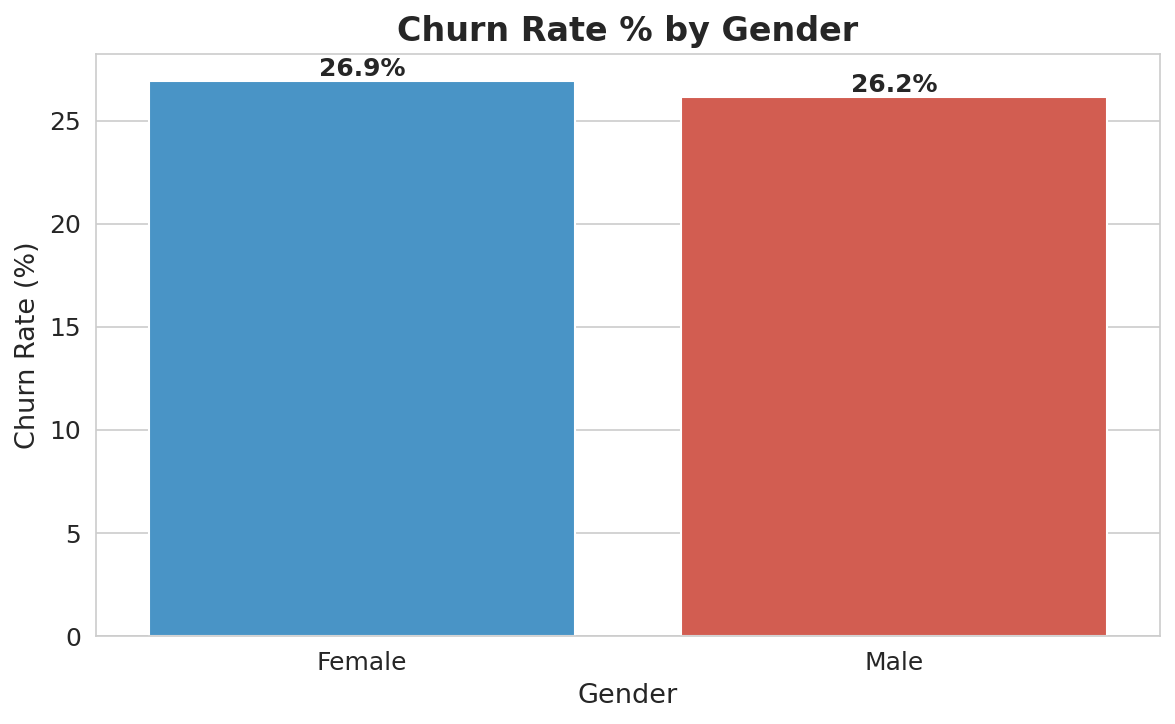 Churn Rate % by Gender
26.9%
26.2%
25
20
15
10
5
0
Churn Rate (%)
Female
Male
Gender